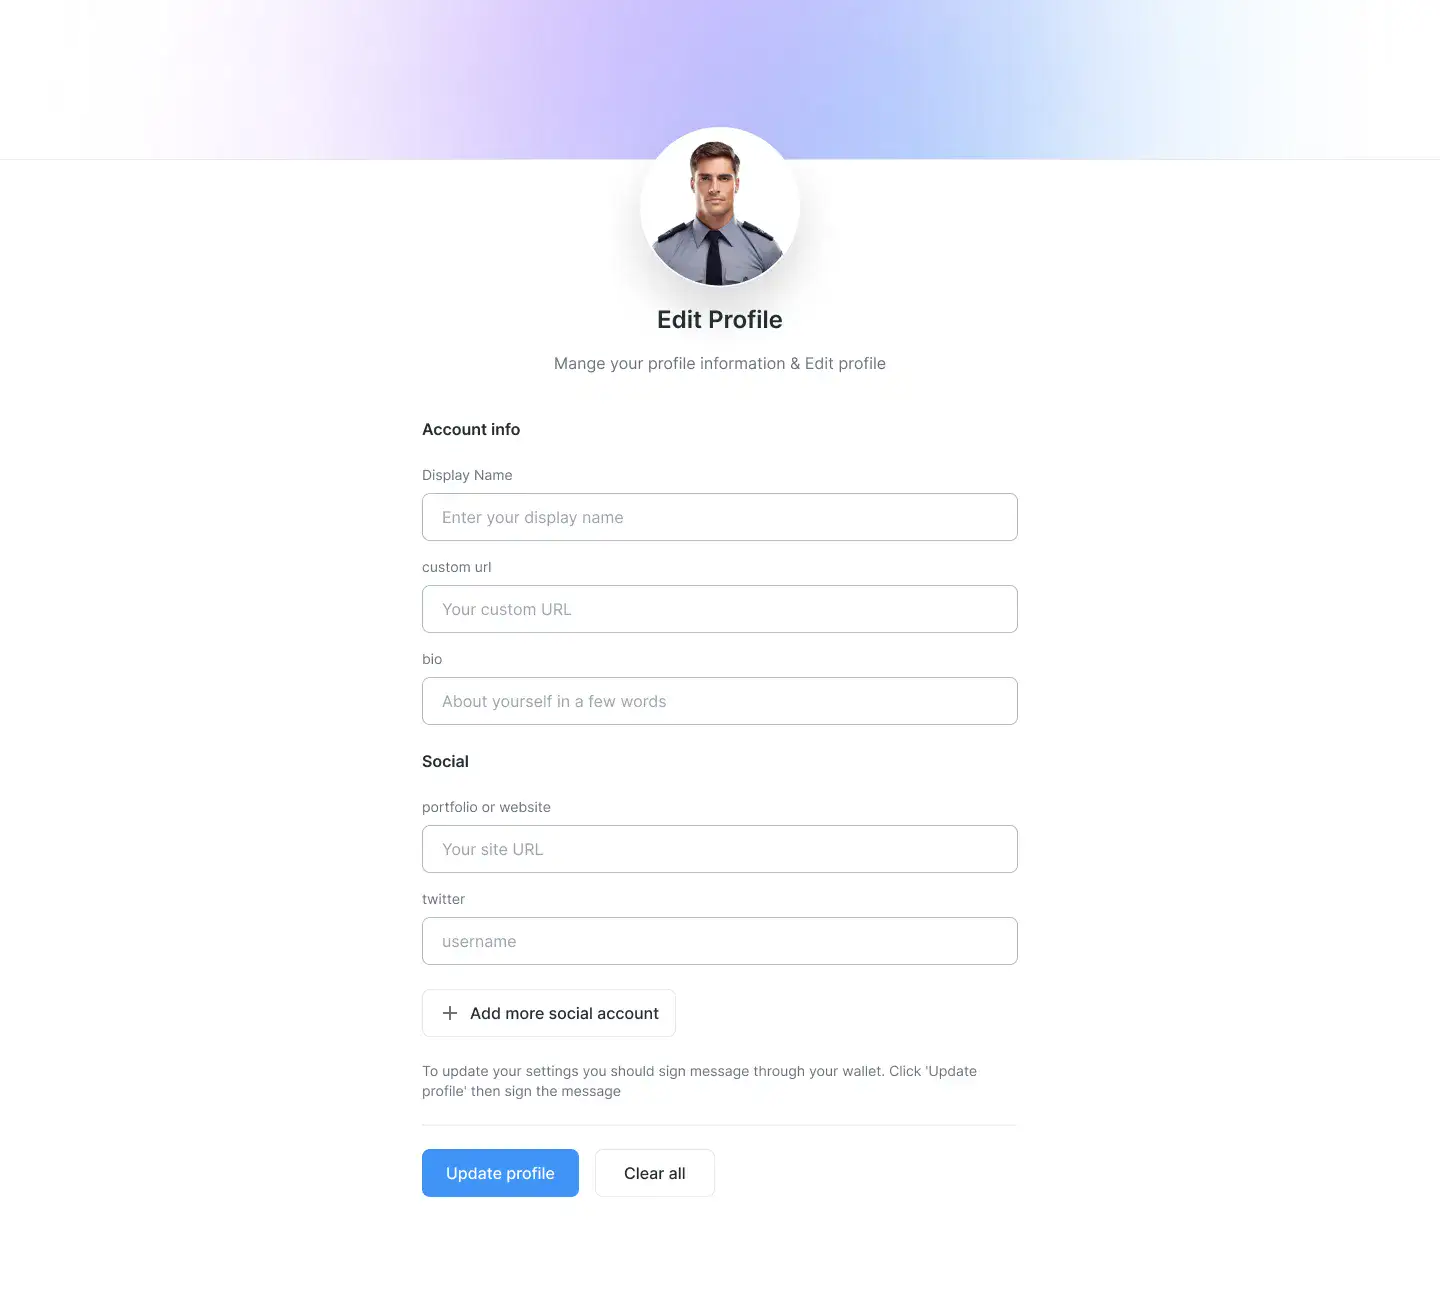 Edit Profile
Mange your profile information & Edit profile
Account info
Display Name
Enter your display name
custom url
Your custom URL
bio
About yourself in a few words
Social
portfolio or website
Your site URL
twitter
username
Add more social account
To update your settings you should sign message through your wallet. Click 'Update
profile' then sign the message
Update profile
Clear all